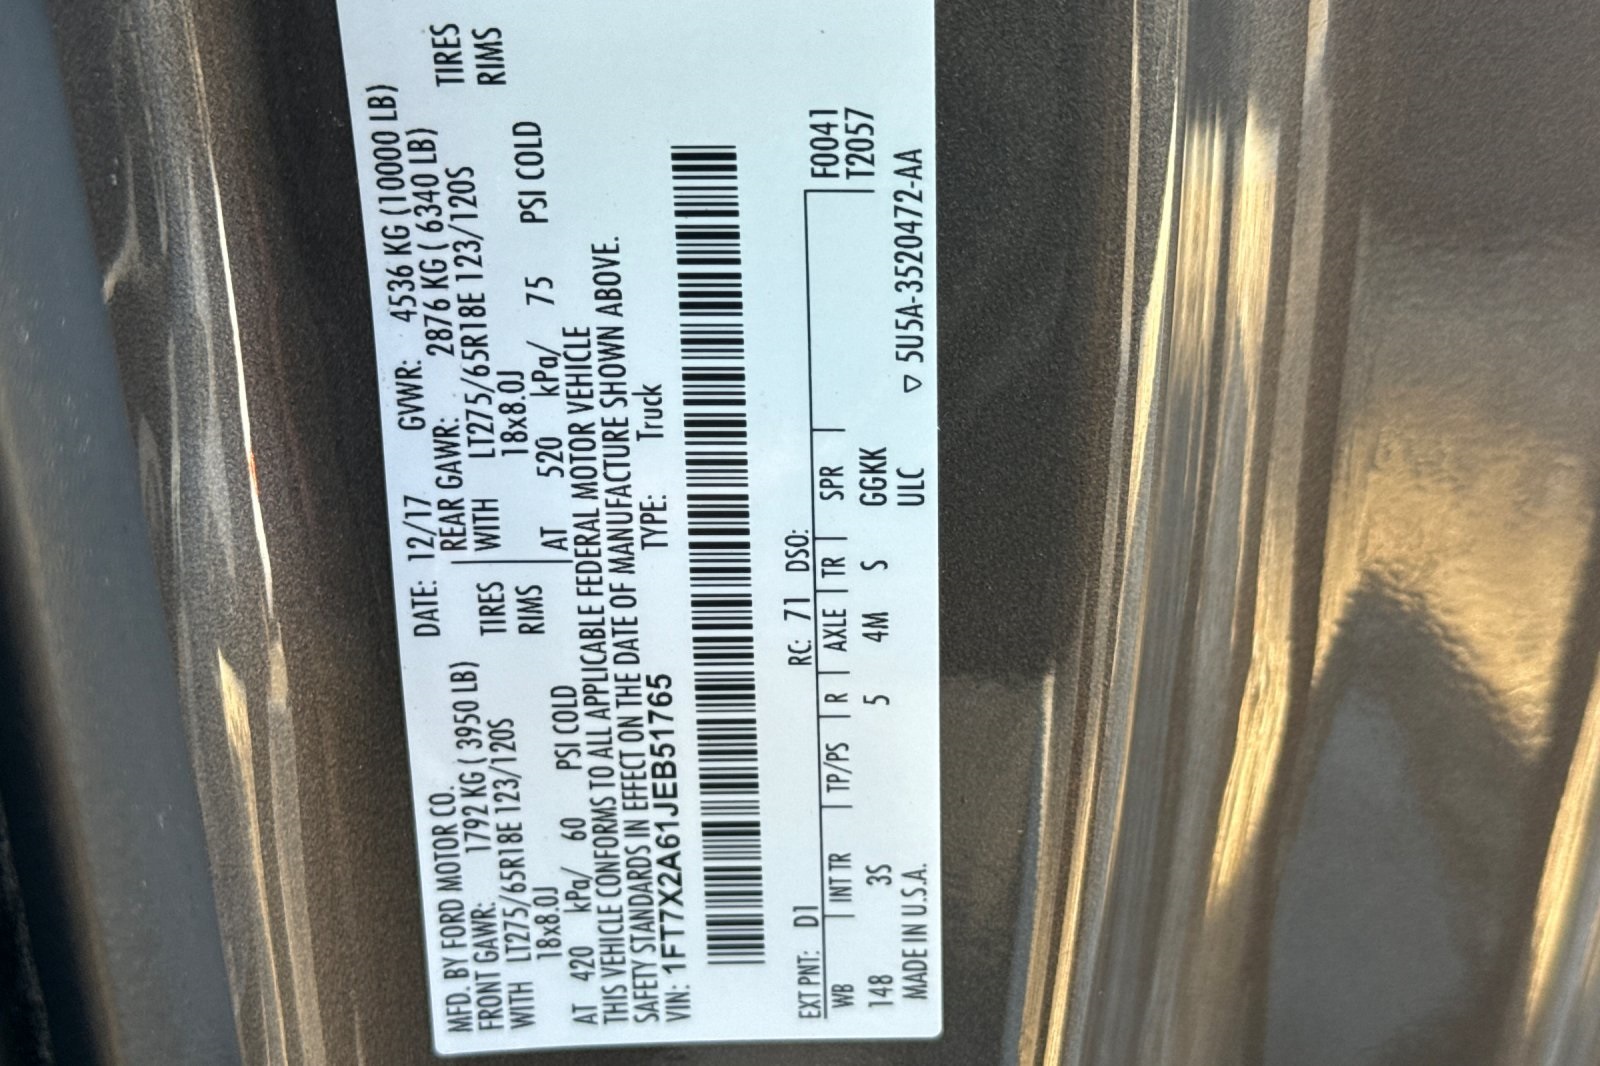 MFD. BY FORD MOTOR CO.
DATE: 12/17 GVWR: 4536 KG (10000 LB)
FRONT GAWR: 1792 KG ( 3950 LB) REAR GAWR: 2876 KG ( 6340 LB)
WITH LT275/65R18E 123/120S TIRES WITH LT275/65R18E 123/120S TIRES
18x8.0J RIMS 18x8.0J RIMS
AT 420 kPa/ 60 PSI COLD AT 520 kPa/ 75 PSI COLD
THIS VEHICLE CONFORMS TO ALL APPLICABLE FEDERAL MOTOR VEHICLE
SAFETY STANDARDS IN EFFECT ON THE DATE OF MANUFACTURE SHOWN ABOVE.
VIN: 1FT7X2A61JEB51765 TYPE: Truck
EXT PNT: D1 RC: 71 DSO: F0041
WB INT TR TP/PS R AXLE TR SPR T2057
148 3S 5 4M S GGKK
MADE IN U.S.A. ULC ▽ 5U5A-3520472-AA